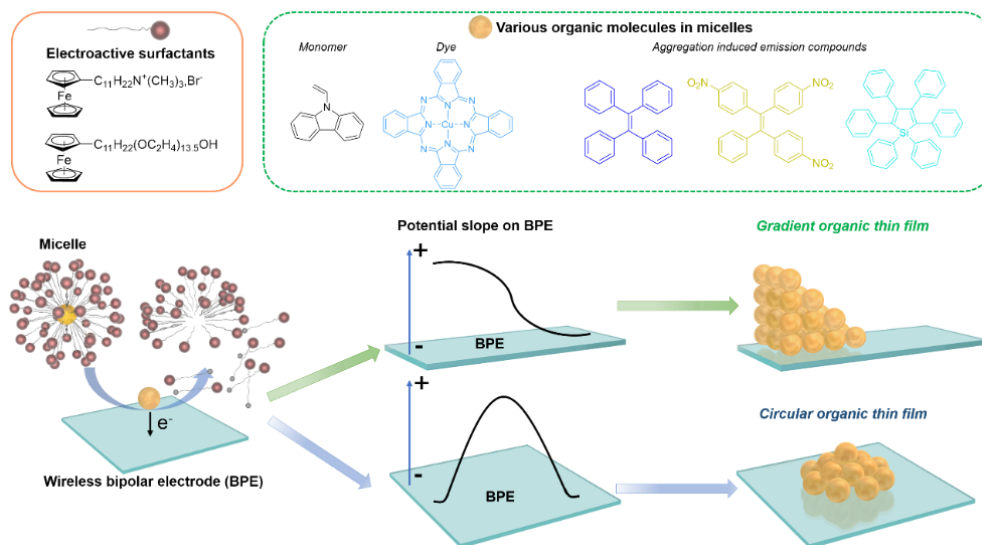 Electroactive surfactants
C₁₁H₂₂N⁺(CH₃)₃,Br⁻
Fe
C₁₁H₂₂(OC₂H₄)₁₃.₅OH
Fe
Various organic molecules in micelles
Monomer
Dye
Aggregation induced emission compounds
N
N
N
N
N
N
Cu
N
N
N
N
O₂N
NO₂
NO₂
Si
Micelle
e⁻
Wireless bipolar electrode (BPE)
Potential slope on BPE
+
-
BPE
+
-
BPE
Gradient organic thin film
Circular organic thin film